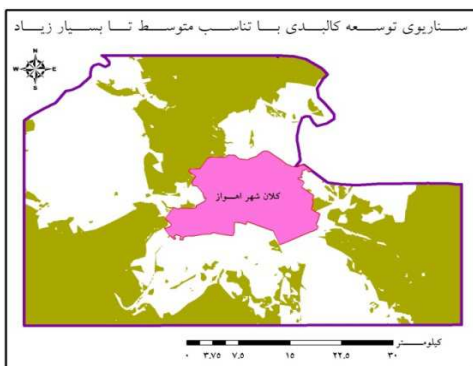 سناریوی توسعه کالبدی با تناسب متوسط تا بسیار زیاد
N
W E
S
کلان شهر اهواز
کیلومتر
۰ ۳.۷۵ ۷.۵ ۱۵ ۲۲.۵ ۳۰